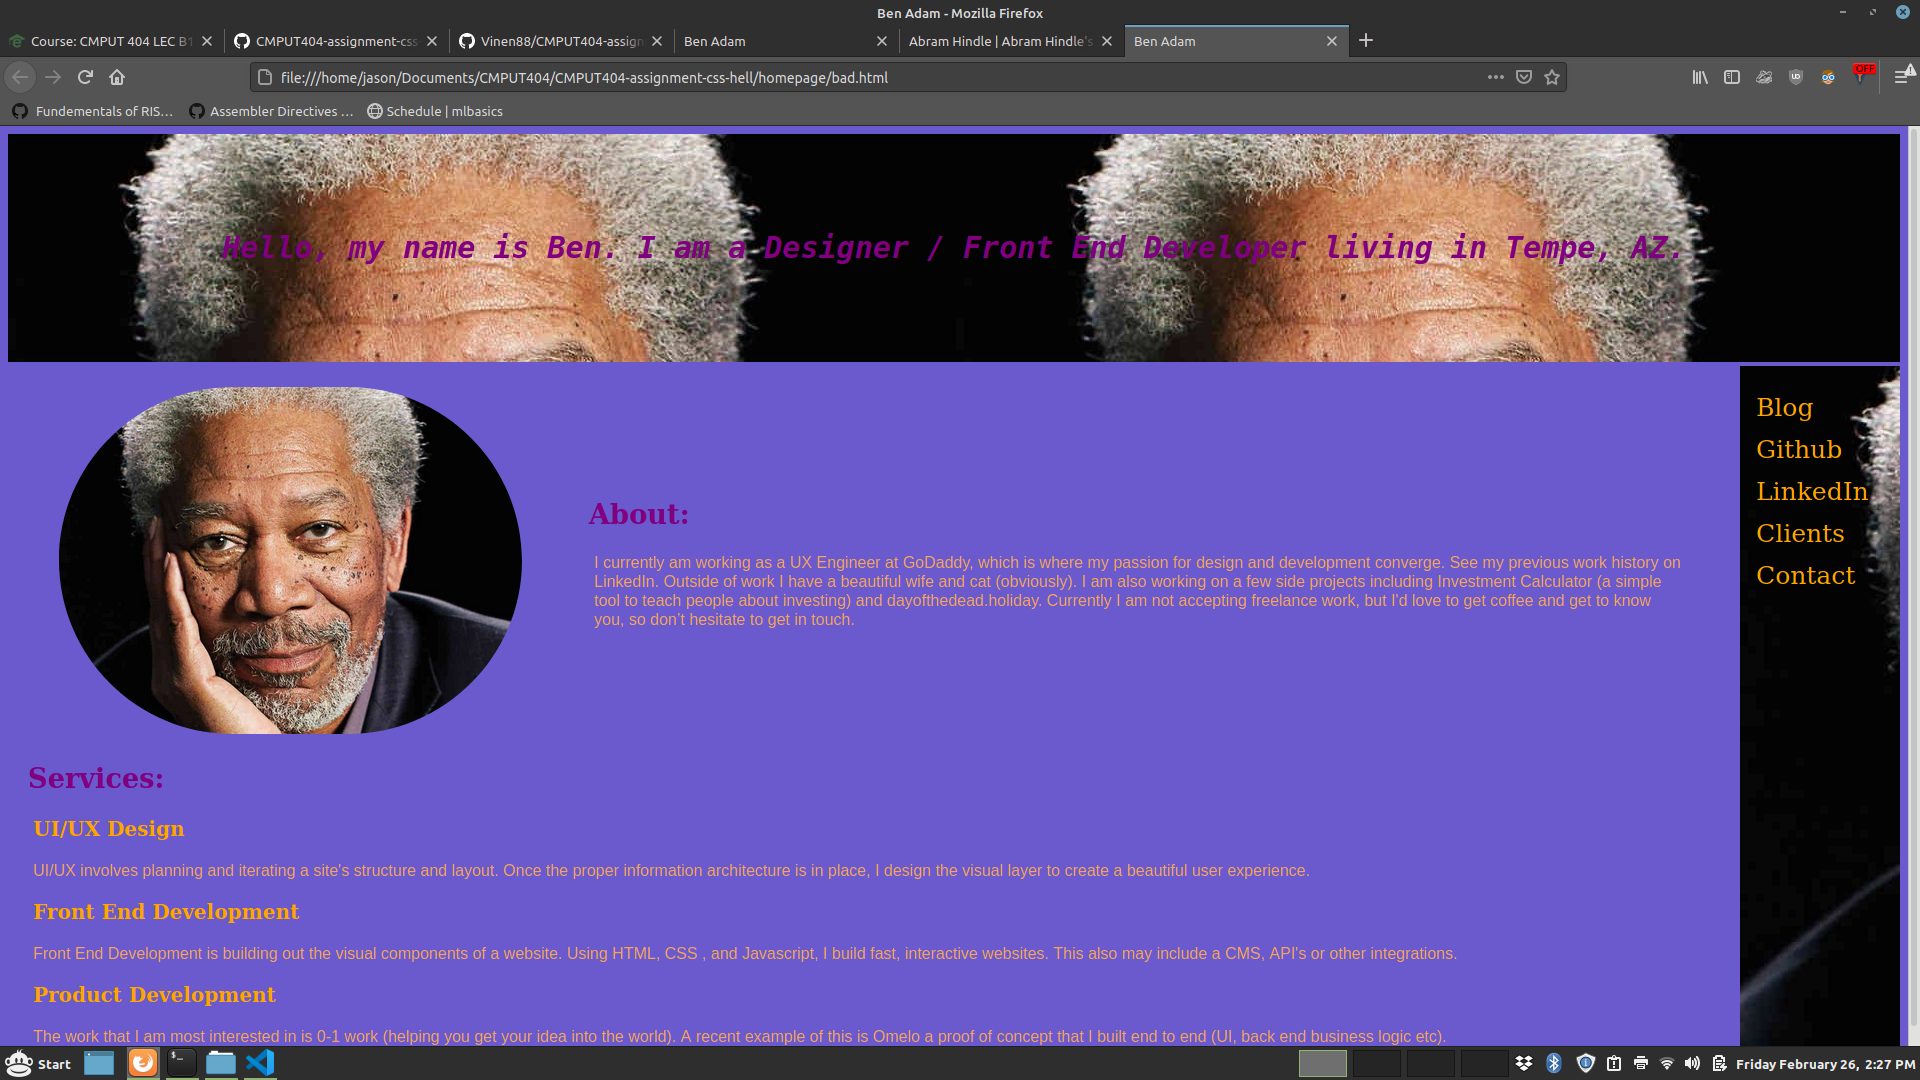 Ben Adam - Mozilla Firefox
Course: CMPUT 404 LEC B1
CMPUT404-assignment-css
Vinen88/CMPUT404-assign
Ben Adam
Abram Hindle | Abram Hindle's
Ben Adam
file:///home/jason/Documents/CMPUT404/CMPUT404-assignment-css-hell/homepage/bad.html
OFF
Fundamentals of RIS...
Assembler Directives ...
Schedule | mlbasics
Hello, my name is Ben. I am a Designer / Front End Developer living in Tempe, AZ.
Blog
Github
LinkedIn
Clients
Contact
About:
I currently am working as a UX Engineer at GoDaddy, which is where my passion for design and development converge. See my previous work history on
LinkedIn. Outside of work I have a beautiful wife and cat (obviously). I am also working on a few side projects including Investment Calculator (a simple
tool to teach people about investing) and dayofthedead.holiday. Currently I am not accepting freelance work, but I'd love to get coffee and get to know
you, so don't hesitate to get in touch.
Services:
UI/UX Design
UI/UX involves planning and iterating a site's structure and layout. Once the proper information architecture is in place, I design the visual layer to create a beautiful user experience.
Front End Development
Front End Development is building out the visual components of a website. Using HTML, CSS , and Javascript, I build fast, interactive websites. This also may include a CMS, API's or other integrations.
Product Development
The work that I am most interested in is 0-1 work (helping you get your idea into the world). A recent example of this is Omelo a proof of concept that I built end to end (UI, back end business logic etc).
Start
Friday February 26, 2:27 PM